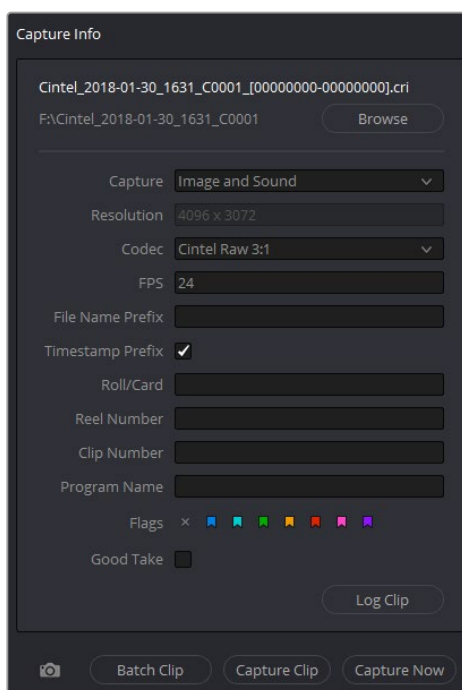 Capture Info
Cintel_2018-01-30_1631_C0001_[00000000-00000000].cri
F:\Cintel_2018-01-30_1631_C0001 Browse
Capture Image and Sound
Resolution 4096 x 3072
Codec Cintel Raw 3:1
FPS 24
File Name Prefix
Timestamp Prefix
Roll/Card
Reel Number
Clip Number
Program Name
Flags
Good Take
Log Clip
Batch Clip Capture Clip Capture Now